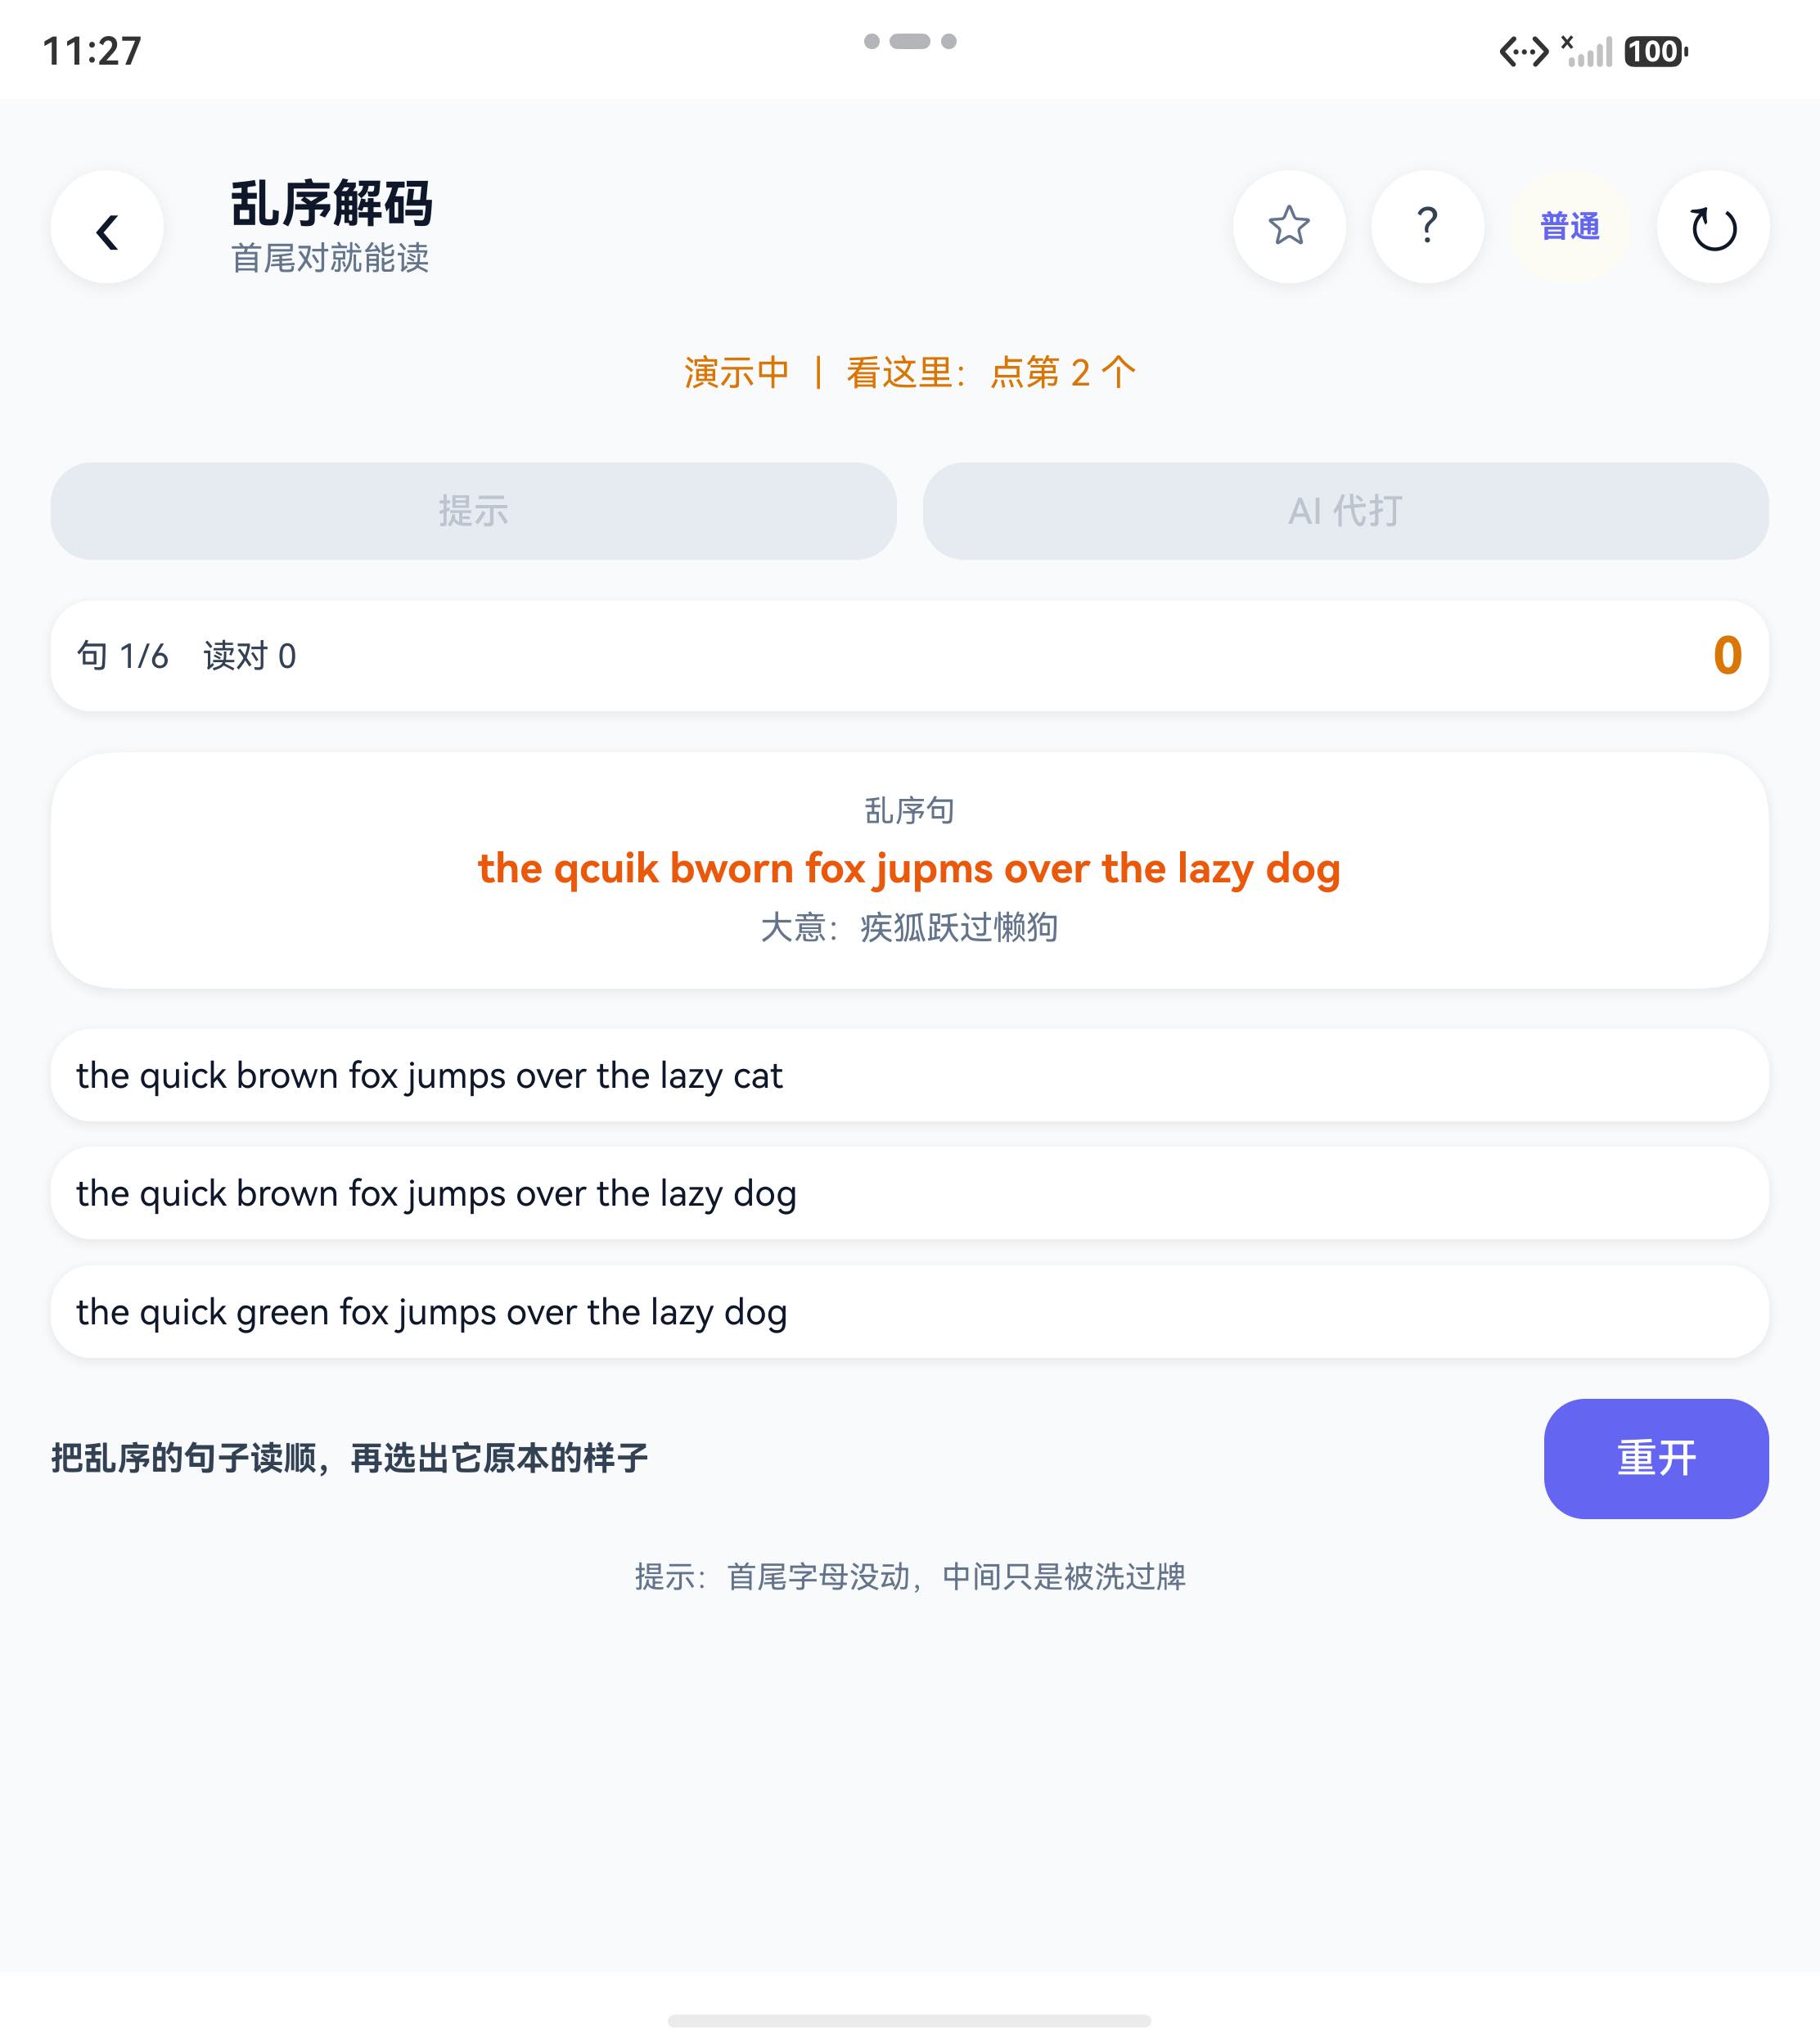 11:27
100
乱序解码
首尾对就能读
?
普通
演示中 | 看这里：点第 2 个
提示
AI 代打
句 1/6 读对 0
0
乱序句
the qcuik bworn fox jupms over the lazy dog
大意：疾狐跃过懒狗
the quick brown fox jumps over the lazy cat
the quick brown fox jumps over the lazy dog
the quick green fox jumps over the lazy dog
把乱序的句子读顺，再选出它原本的样子
重开
提示：首尾字母没动，中间只是被洗过牌